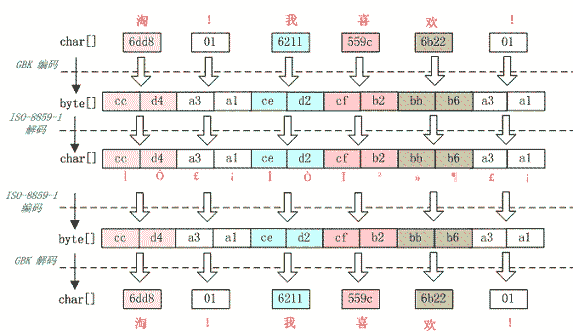 淘 ! 我 喜 欢 !
char[] 6dd8 01 6211 559c 6b22 01
GBK 编码
byte[] cc d4 a3 a1 ce d2 cf b2 bb b6 a3 a1
ISO-8859-1
解码
char[] cc d4 a3 a1 ce d2 cf b2 bb b6 a3 a1
Ì Ô £ ¡ Î Ò Ï ² » ¶ £ ¡
ISO-8859-1
编码
byte[] cc d4 a3 a1 ce d2 cf b2 bb b6 a3 a1
GBK 解码
char[] 6dd8 01 6211 559c 6b22 01
淘 ! 我 喜 欢 !